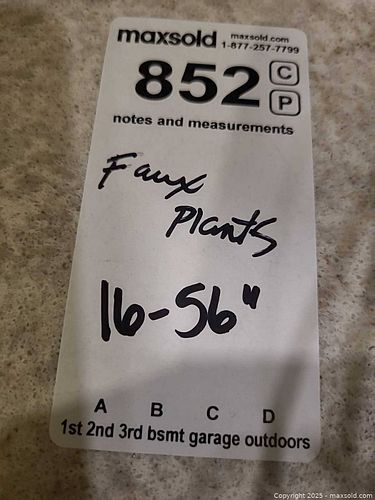 maxsold maxsold.com
1-877-257-7799
852 C
P
notes and measurements
Faux
Plants
16-56"
A B C D
1st 2nd 3rd bsmt garage outdoors
Copyright 2025 - www.maxsold.com